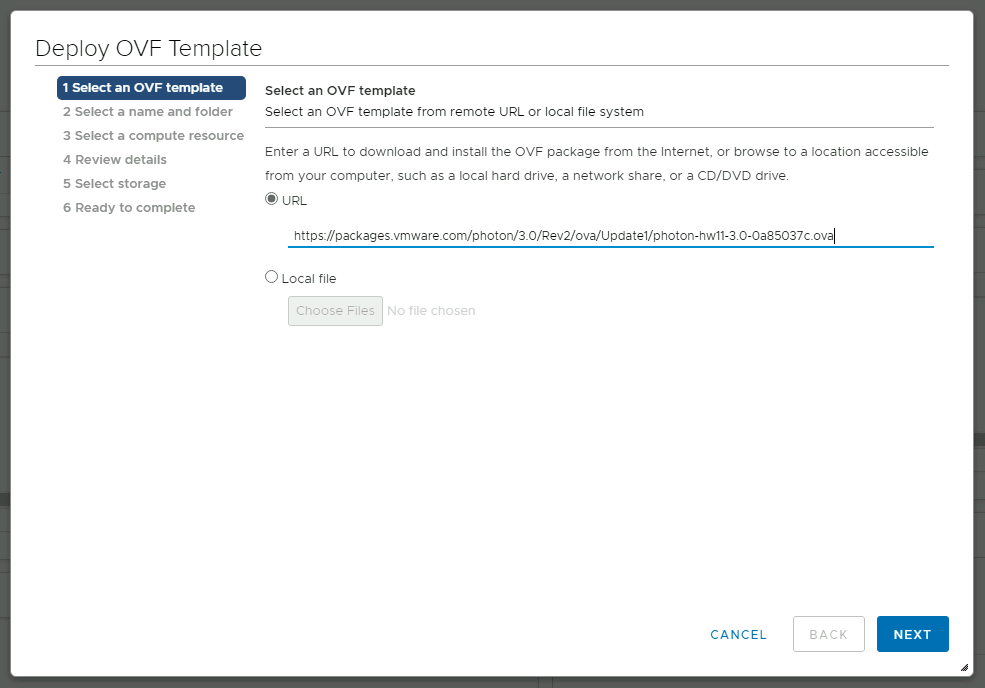 Deploy OVF Template
1 Select an OVF template
2 Select a name and folder
3 Select a compute resource
4 Review details
5 Select storage
6 Ready to complete
Select an OVF template
Select an OVF template from remote URL or local file system
Enter a URL to download and install the OVF package from the Internet, or browse to a location accessible
from your computer, such as a local hard drive, a network share, or a CD/DVD drive.
URL
https://packages.vmware.com/photon/3.0/Rev2/ova/Update1/photon-hw11-3.0-0a85037c.ova
Local file
Choose Files No file chosen
CANCEL BACK NEXT